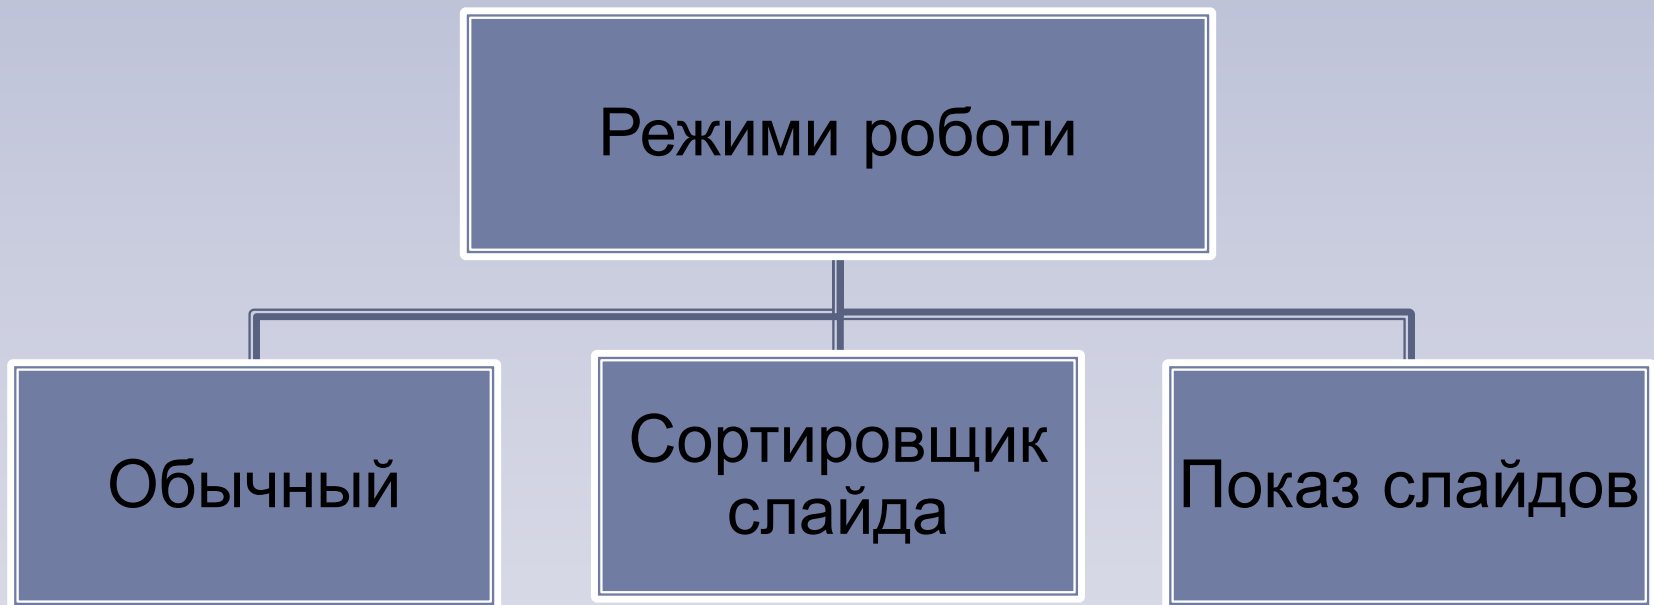 Режими роботи
Обычный
Сортировщик
слайда
Показ слайдов